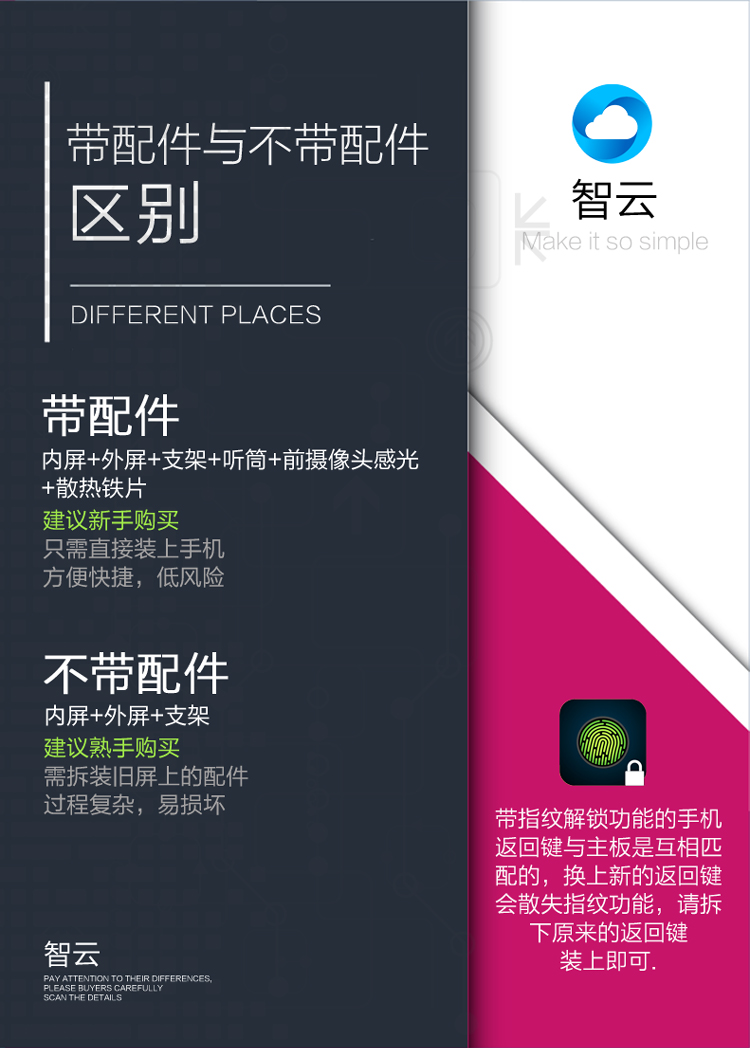 带配件与不带配件
区别
DIFFERENT PLACES
带配件
内屏+外屏+支架+听筒+前摄像头感光
+散热铁片
建议新手购买
只需直接装上手机
方便快捷，低风险
不带配件
内屏+外屏+支架
建议熟手购买
需拆装旧屏上的配件
过程复杂，易损坏
智云
PAY ATTENTION TO THEIR DIFFERENCES,
PLEASE BUYERS CAREFULLY
SCAN THE DETAILS
智云
Make it so simple
带指纹解锁功能的手机
返回键与主板是互相匹
配的，换上新的返回键
会散失指纹功能，请拆
下原来的返回键
装上即可.